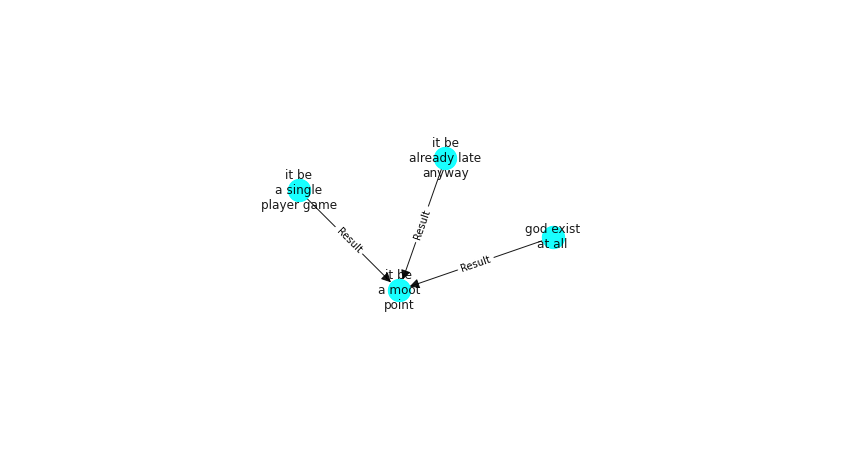 it be
already late
anyway
it be
a single
player game
god exist
at all
Result
Result
Result
it be
a moot
point